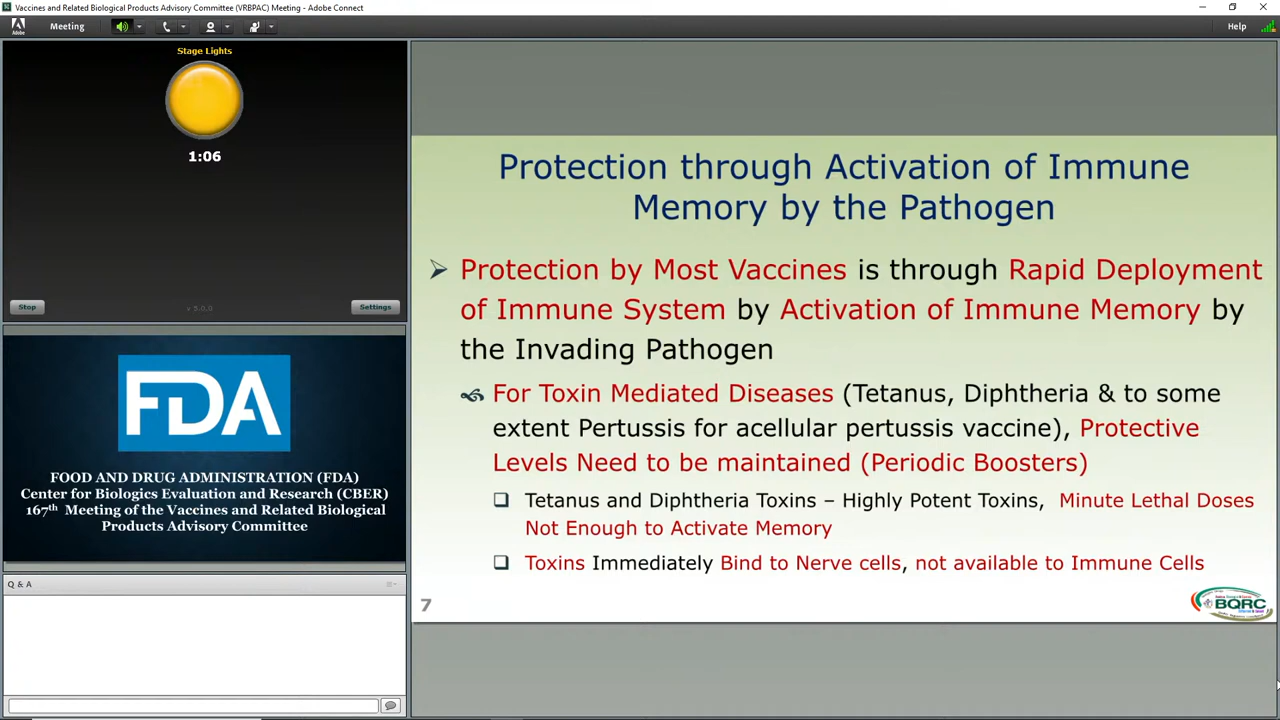 Vaccines and Related Biological Products Advisory Committee (VRBPAC) Meeting - Adobe Connect
Adobe
Meeting
Help
Stage Lights
1:06
Stop
v 5.0.0
Settings
FDA
FOOD AND DRUG ADMINISTRATION (FDA)
Center for Biologics Evaluation and Research (CBER)
167th Meeting of the Vaccines and Related Biological
Products Advisory Committee
Q & A
Protection through Activation of Immune
Memory by the Pathogen
Protection by Most Vaccines is through Rapid Deployment
of Immune System by Activation of Immune Memory by
the Invading Pathogen
For Toxin Mediated Diseases (Tetanus, Diphtheria & to some
extent Pertussis for acellular pertussis vaccine), Protective
Levels Need to be maintained (Periodic Boosters)
Tetanus and Diphtheria Toxins – Highly Potent Toxins, Minute Lethal Doses
Not Enough to Activate Memory
Toxins Immediately Bind to Nerve cells, not available to Immune Cells
7
BQRC